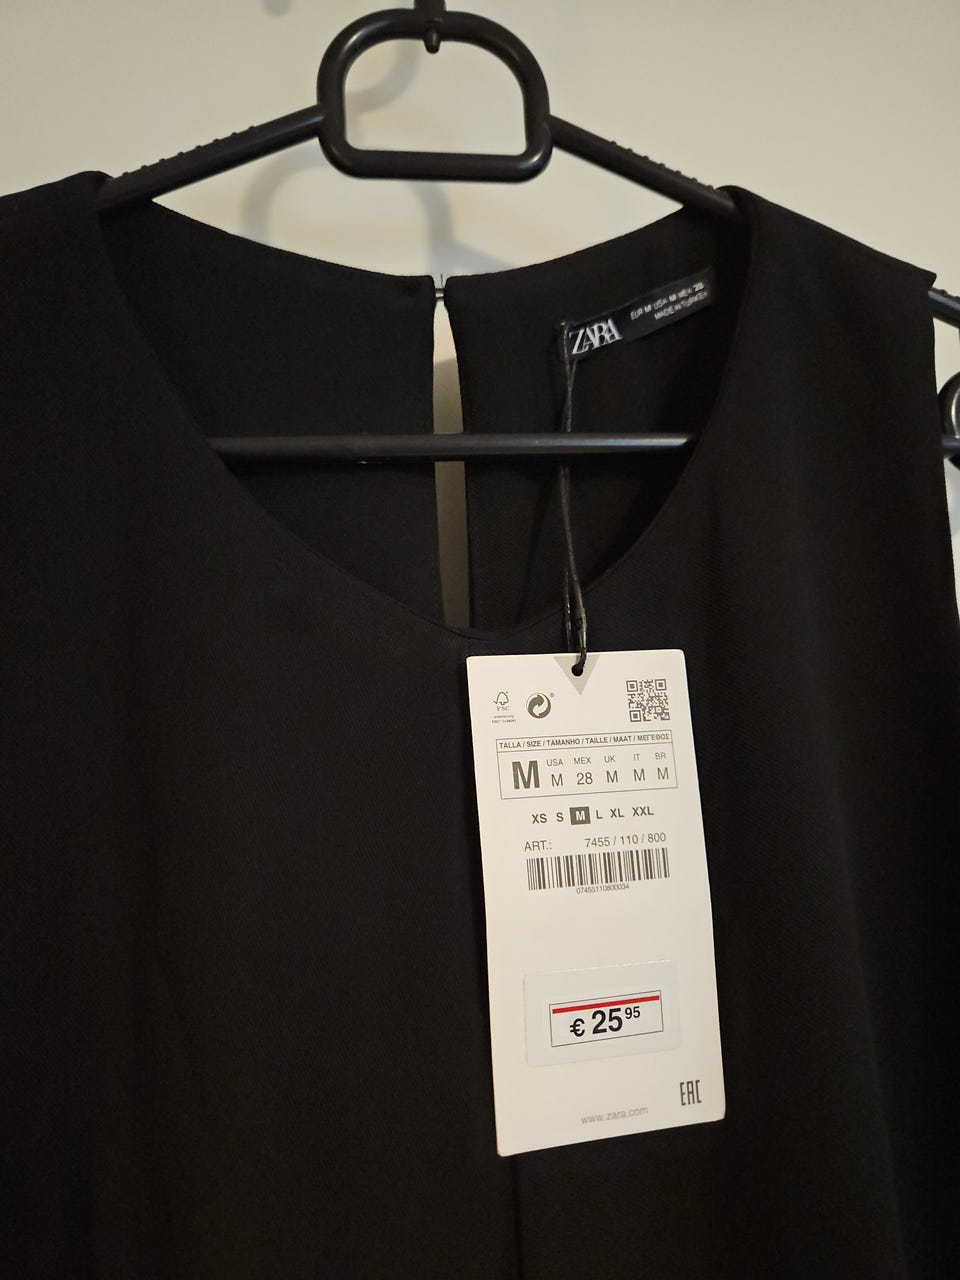 ZARA
EUR M USA M MEX 28
MADE IN TURKEY
FSC
TALLA / SIZE / TAMANHO / TAILLE / MAAT / ΜΕΓΕΘΟΣ
M
USA MEX UK IT BR
M 28 M M M
XS S M L XL XXL
ART.: 7455 / 110 / 800
07455110800034
€ 25 95
EAC
www.zara.com